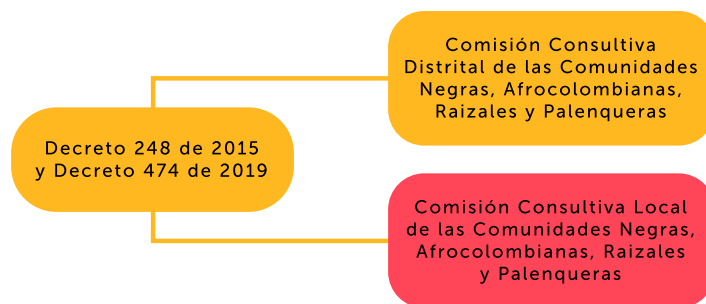 Decreto 248 de 2015
y Decreto 474 de 2019
Comisión Consultiva
Distrital de las Comunidades
Negras, Afrocolombianas,
Raizales y Palenqueras
Comisión Consultiva Local
de las Comunidades Negras,
Afrocolombianas, Raizales
y Palenqueras